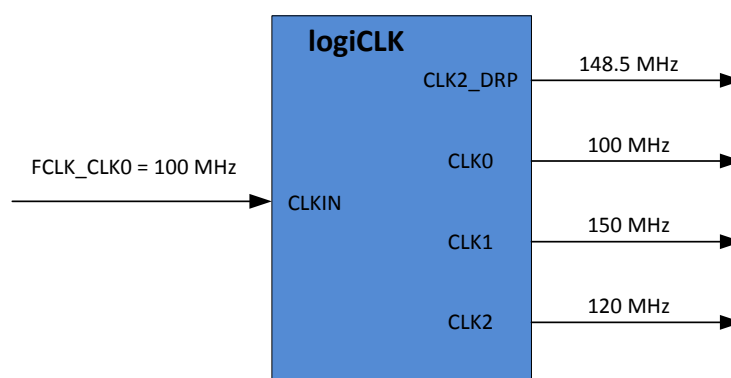 logiCLK
CLK2_DRP
148.5 MHz
FCLK_CLK0 = 100 MHz
CLKIN
CLK0
100 MHz
CLK1
150 MHz
CLK2
120 MHz